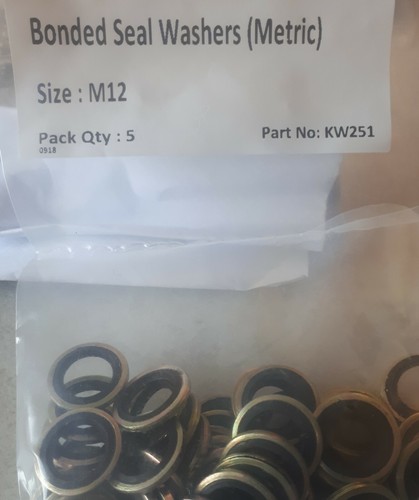 Bonded Seal Washers (Metric)
Size : M12
Pack Qty : 5
Part No: KW251
0918